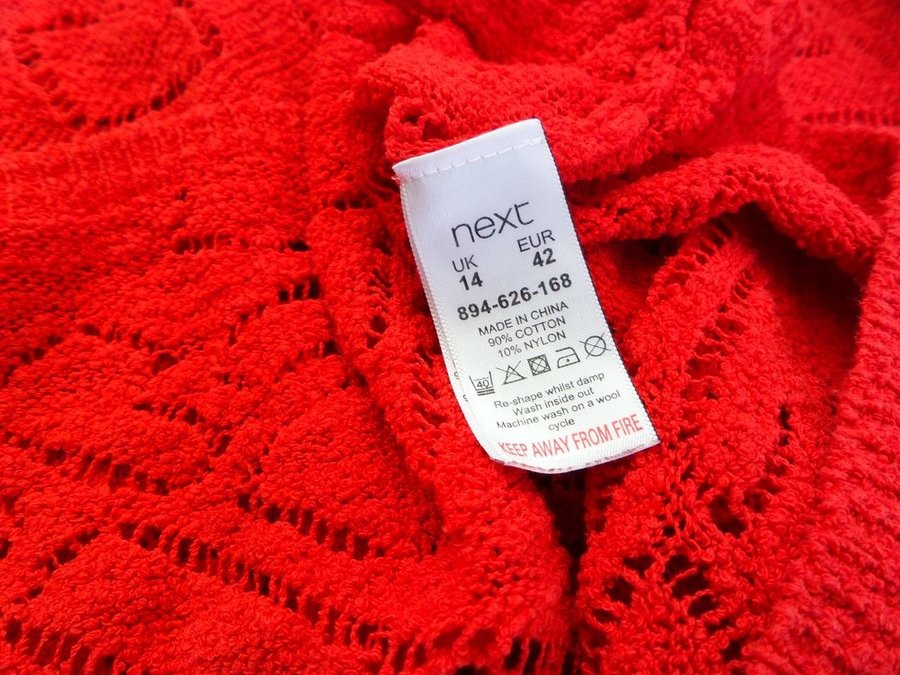 next
UK EUR
14 42
894-626-168
MADE IN CHINA
90% COTTON
10% NYLON
40
Re-shape whilst damp
Wash inside out
Machine wash on a wool
cycle
KEEP AWAY FROM FIRE